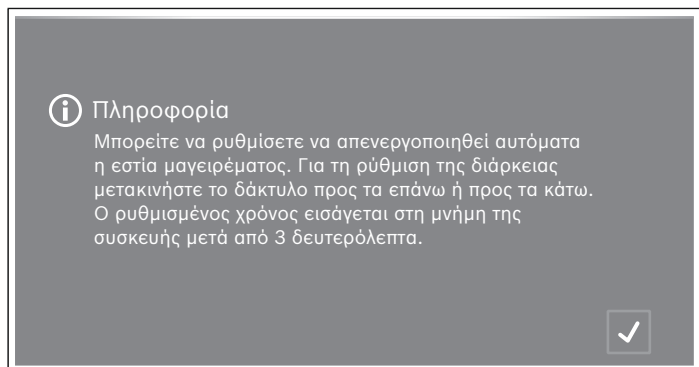 Πληροφορία
Μπορείτε να ρυθμίσετε να απενεργοποιηθεί αυτόματα
η εστία μαγειρέματος. Για τη ρύθμιση της διάρκειας
μετακινήστε το δάκτυλο προς τα επάνω ή προς τα κάτω.
Ο ρυθμισμένος χρόνος εισάγεται στη μνήμη της
συσκευής μετά από 3 δευτερόλεπτα.